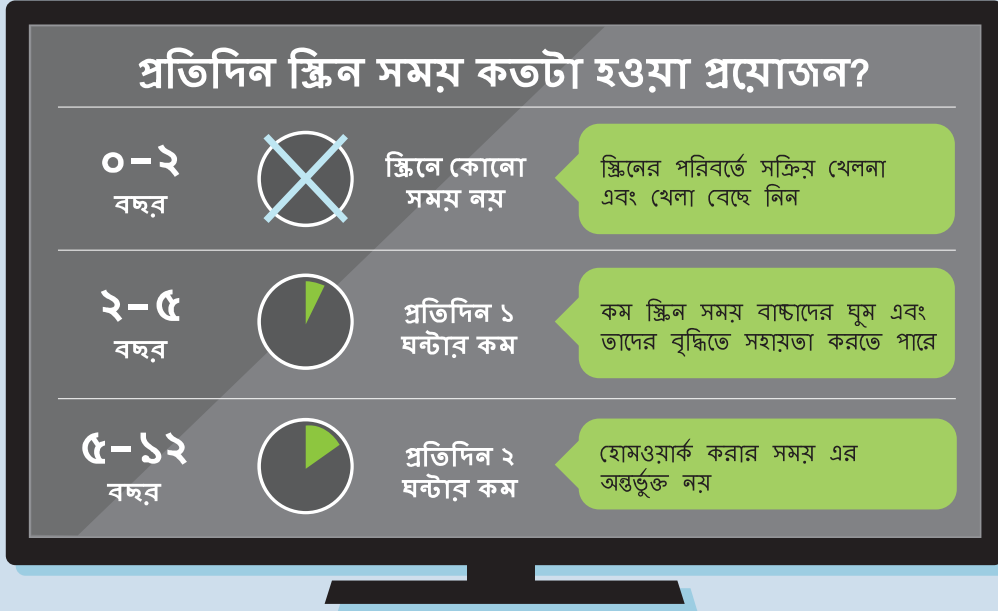 প্রতিদিন স্ক্রিন সময় কতটা হওয়া প্রয়োজন?
০–২
বছর
স্ক্রিনে কোনো
সময় নয়
স্ক্রিনের পরিবর্তে সক্রিয় খেলনা
এবং খেলা বেছে নিন
২–৫
বছর
প্রতিদিন ১
ঘন্টার কম
কম স্ক্রিন সময় বাচ্চাদের ঘুম এবং
তাদের বৃদ্ধিতে সহায়তা করতে পারে
৫–১২
বছর
প্রতিদিন ২
ঘন্টার কম
হোমওয়ার্ক করার সময় এর
অন্তর্ভুক্ত নয়